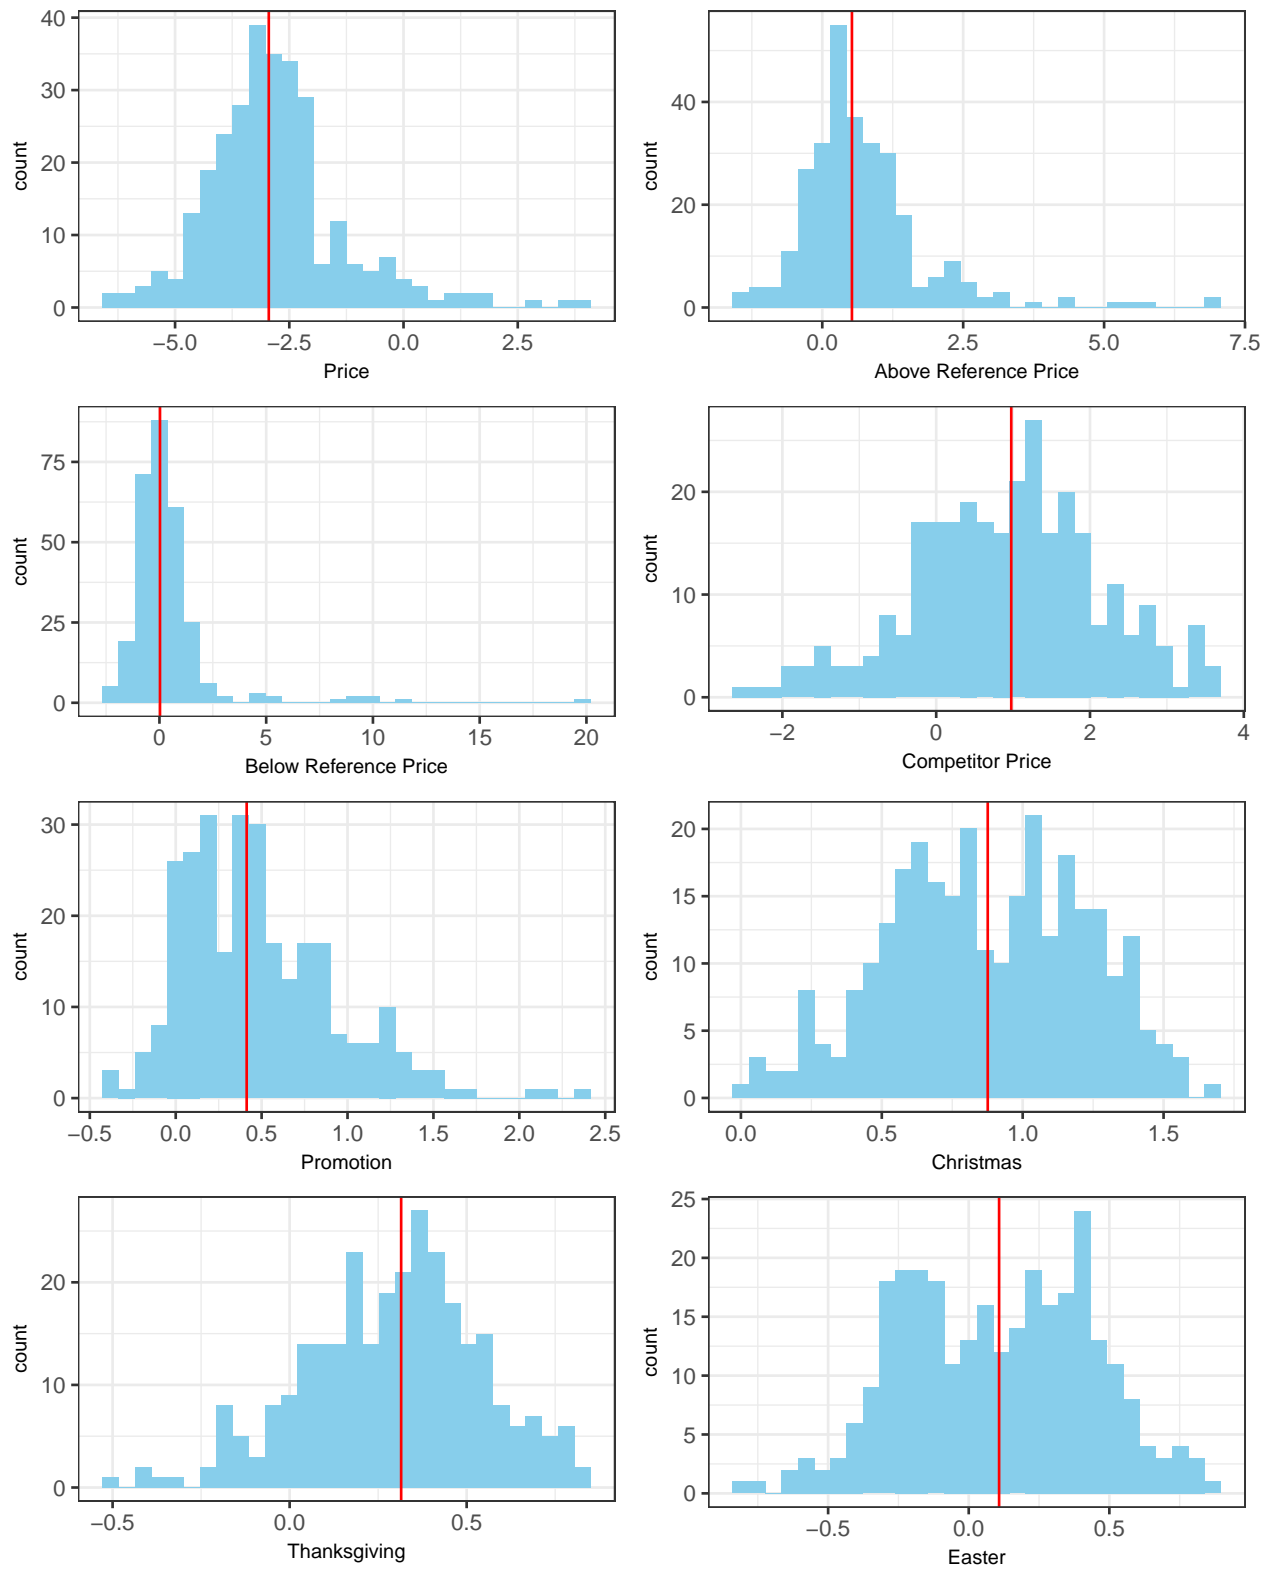 40
30
20
10
0
count
−5.0 −2.5 0.0 2.5
Price
40
20
0
count
0.0 2.5 5.0 7.5
Above Reference Price
75
50
25
0
count
0 5 10 15 20
Below Reference Price
20
10
0
count
−2 0 2 4
Competitor Price
30
20
10
0
count
−0.5 0.0 0.5 1.0 1.5 2.0 2.5
Promotion
20
15
10
5
0
count
0.0 0.5 1.0 1.5
Christmas
20
10
0
count
−0.5 0.0 0.5
Thanksgiving
25
20
15
10
5
0
count
−0.5 0.0 0.5
Easter